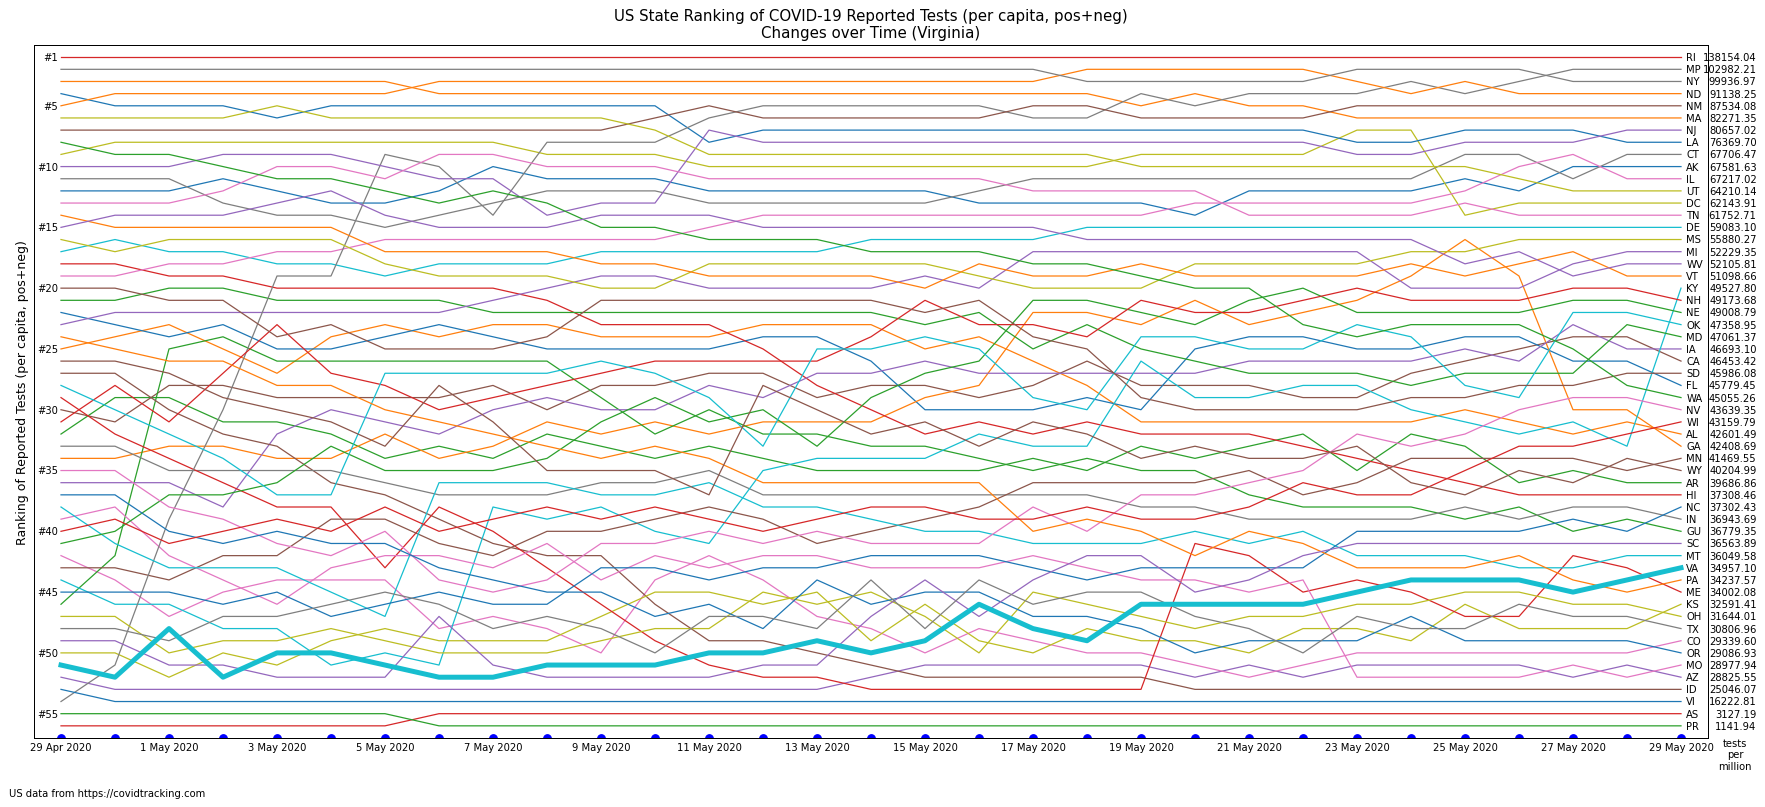 US State Ranking of COVID-19 Reported Tests (per capita, pos+neg)
Changes over Time (Virginia)
Ranking of Reported Tests (per capita, pos+neg)
#1
#5
#10
#15
#20
#25
#30
#35
#40
#45
#50
#55
RI 138154.04
MP 102982.21
NY 99936.97
ND 91138.25
NM 87534.08
MA 82271.35
NJ 80657.02
LA 76369.70
CT 67706.47
AK 67581.63
IL 67217.02
UT 64210.14
DC 62143.91
TN 61752.71
DE 59083.10
MS 55880.27
MI 52229.35
WV 52105.81
VT 51098.66
KY 49527.80
NH 49173.68
NE 49008.79
OK 47358.95
MD 47061.37
IA 46693.10
CA 46453.42
SD 45986.08
FL 45779.45
WA 45055.26
NV 43639.35
WI 43159.79
AL 42601.49
GA 42408.69
MN 41469.55
WY 40204.99
AR 39686.86
HI 37308.46
NC 37302.43
IN 36943.69
GU 36779.35
SC 36563.89
MT 36049.58
VA 34957.10
PA 34237.57
ME 34002.08
KS 32591.41
OH 31644.01
TX 30806.96
CO 29339.60
OR 29086.93
MO 28977.94
AZ 28825.55
ID 25046.07
VI 16222.81
AS 3127.19
PR 1141.94
29 Apr 2020
1 May 2020
3 May 2020
5 May 2020
7 May 2020
9 May 2020
11 May 2020
13 May 2020
15 May 2020
17 May 2020
19 May 2020
21 May 2020
23 May 2020
25 May 2020
27 May 2020
29 May 2020
tests
per
million
US data from https://covidtracking.com